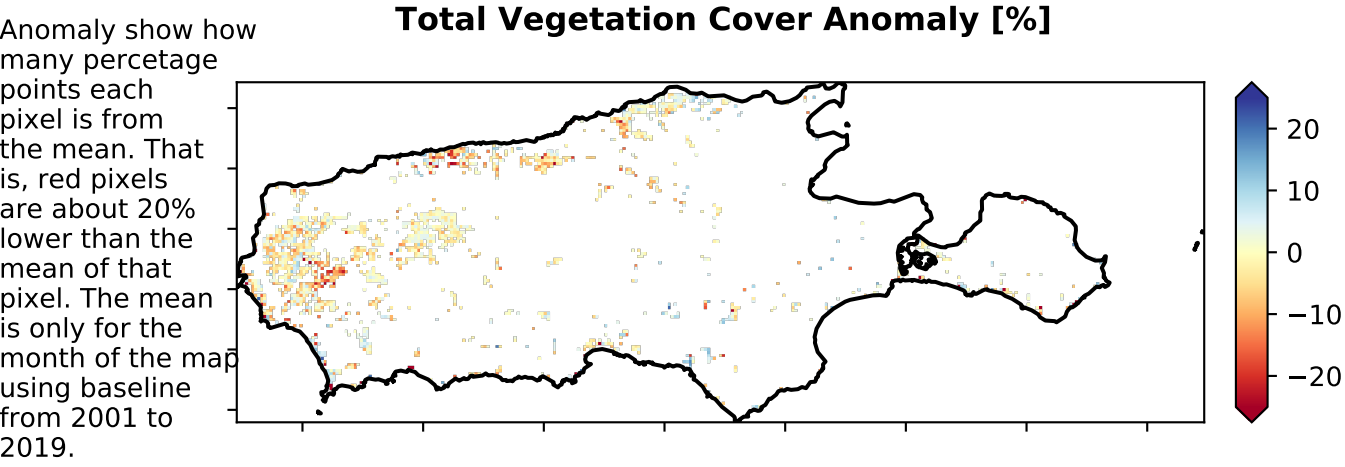 Total Vegetation Cover Anomaly [%]
Anomaly show how
many percetage
points each
pixel is from
the mean. That
is, red pixels
are about 20%
lower than the
mean of that
pixel. The mean
is only for the
month of the map
using baseline
from 2001 to
2019.
20
10
0
−10
−20